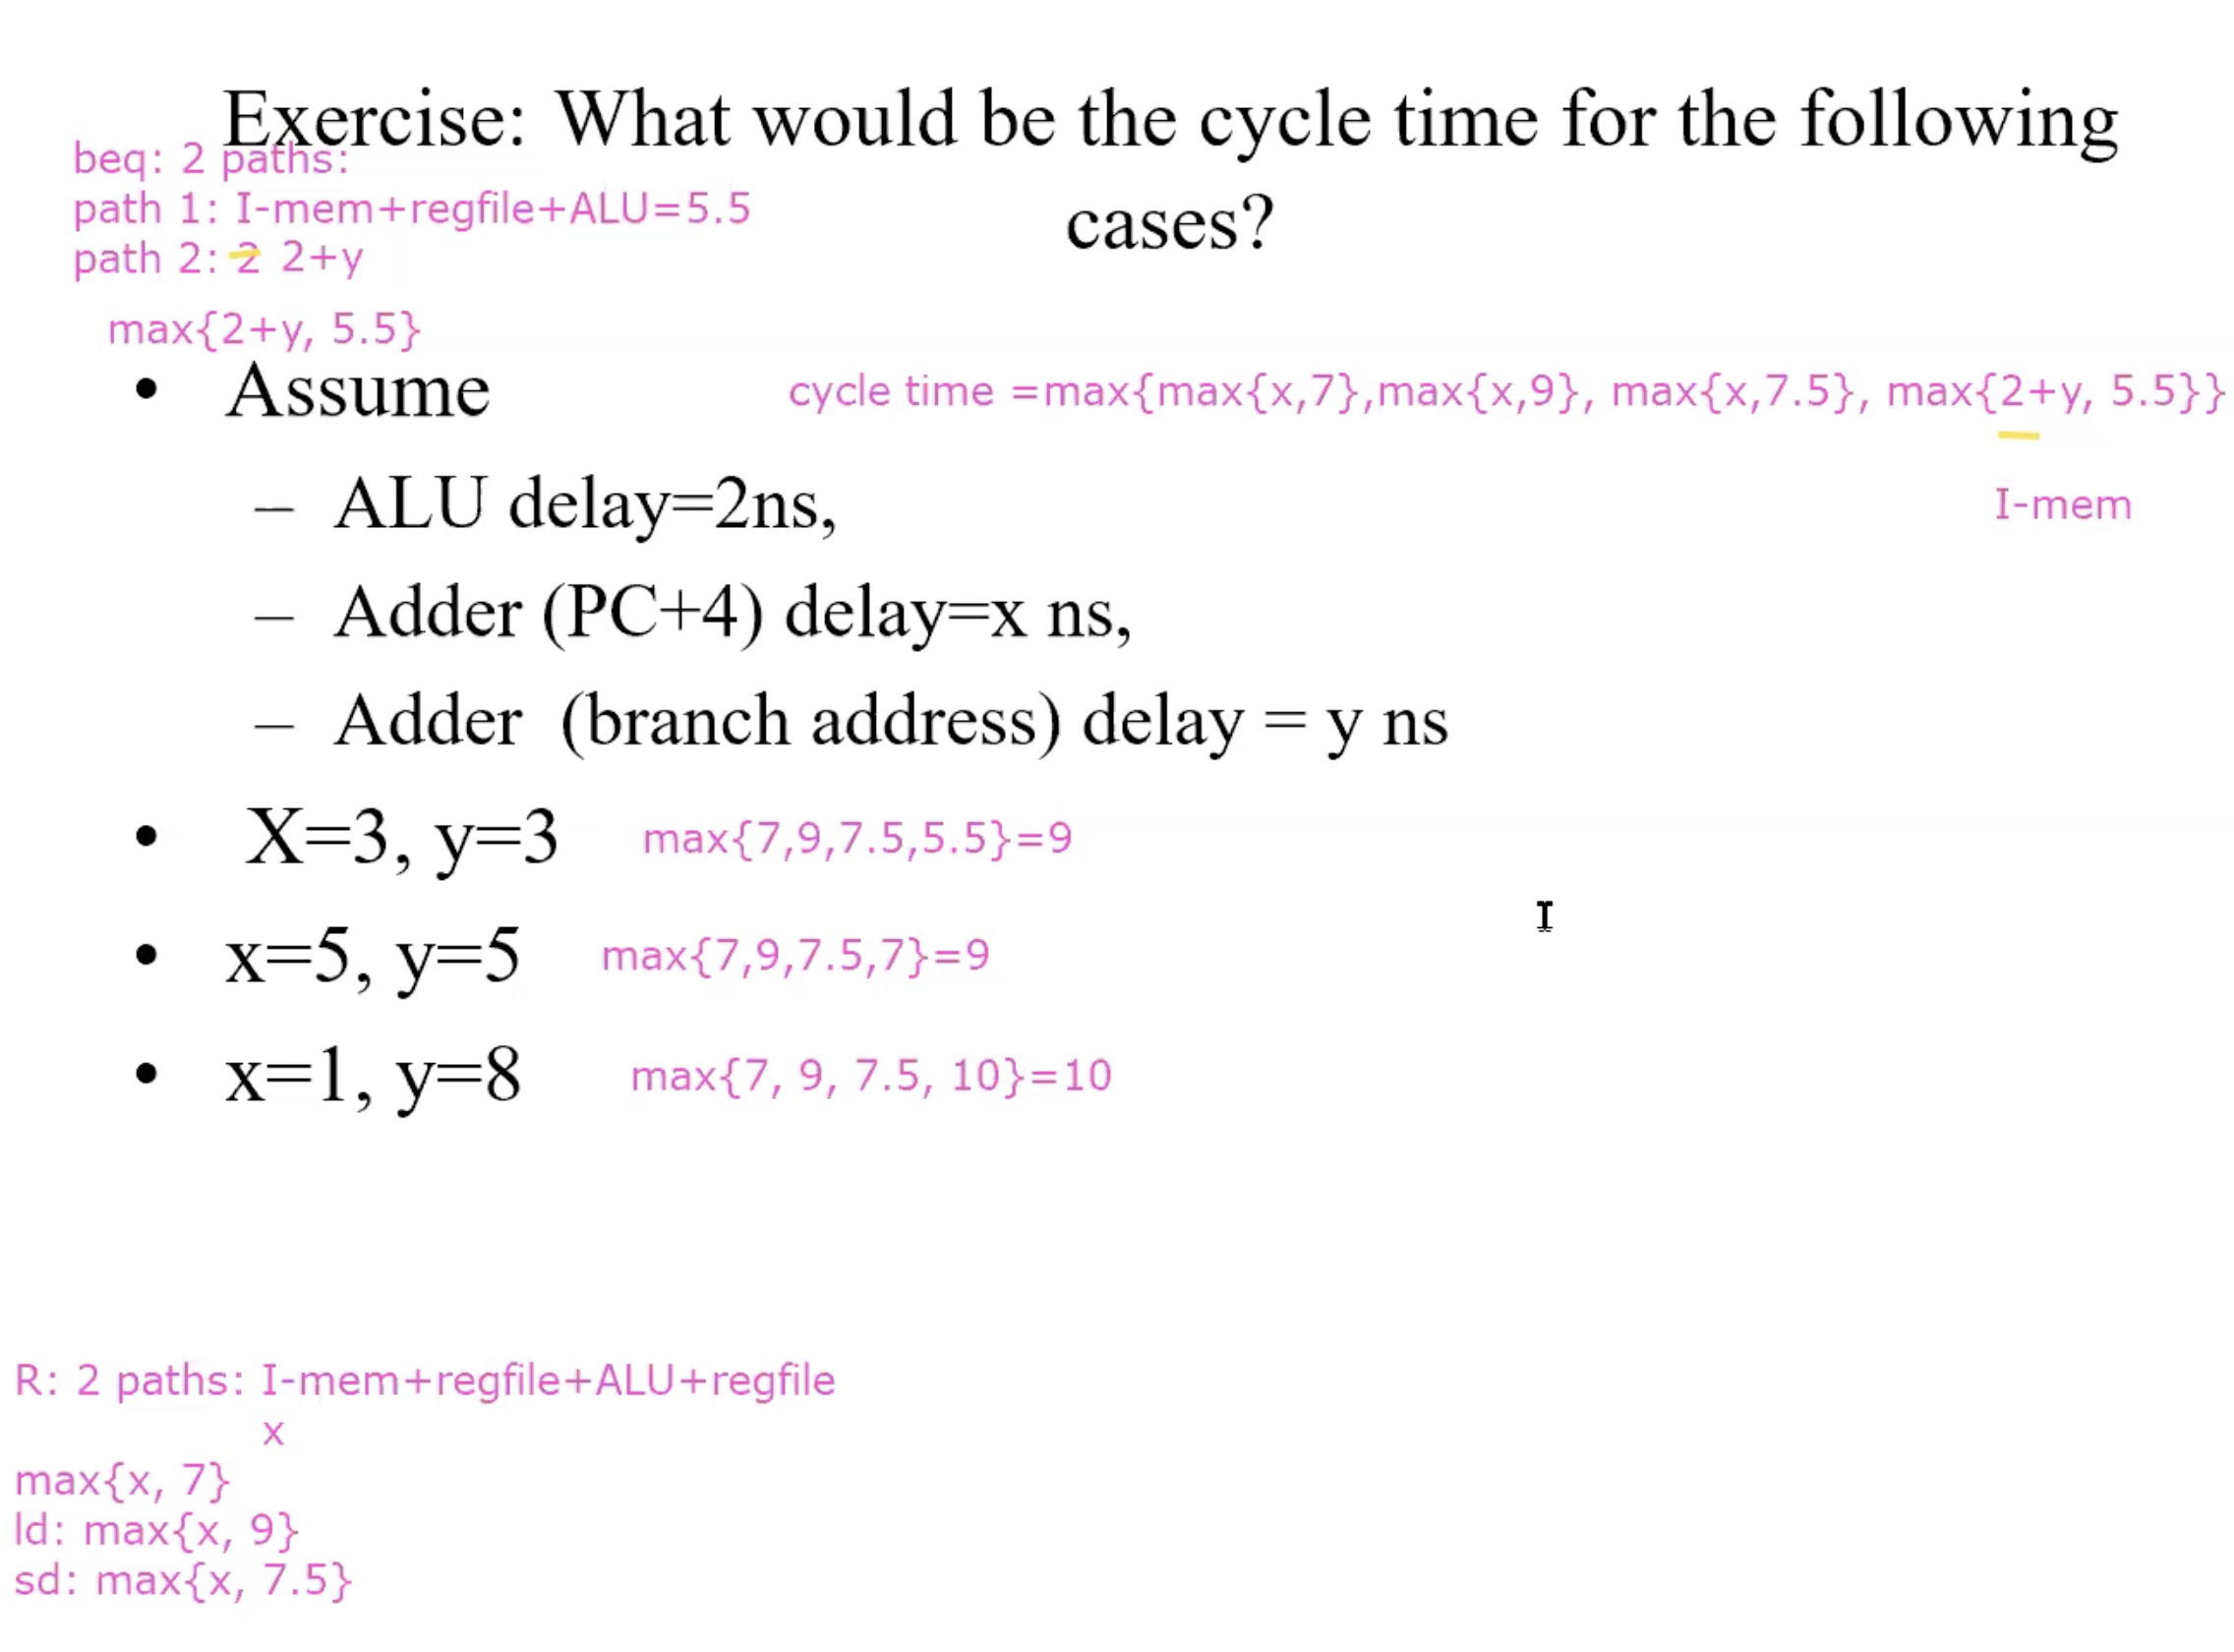 Exercise: What would be the cycle time for the following
cases?
beq: 2 paths:
path 1: I-mem+regfile+ALU=5.5
path 2: 2 2+y
max{2+y, 5.5}
• Assume
cycle time =max{max{x,7},max{x,9}, max{x,7.5}, max{2+y, 5.5}}
I-mem
– ALU delay=2ns,
– Adder (PC+4) delay=x ns,
– Adder (branch address) delay = y ns
• X=3, y=3 max{7,9,7.5,5.5}=9
• x=5, y=5 max{7,9,7.5,7}=9
• x=1, y=8 max{7, 9, 7.5, 10}=10
R: 2 paths: I-mem+regfile+ALU+regfile
x
max{x, 7}
ld: max{x, 9}
sd: max{x, 7.5}